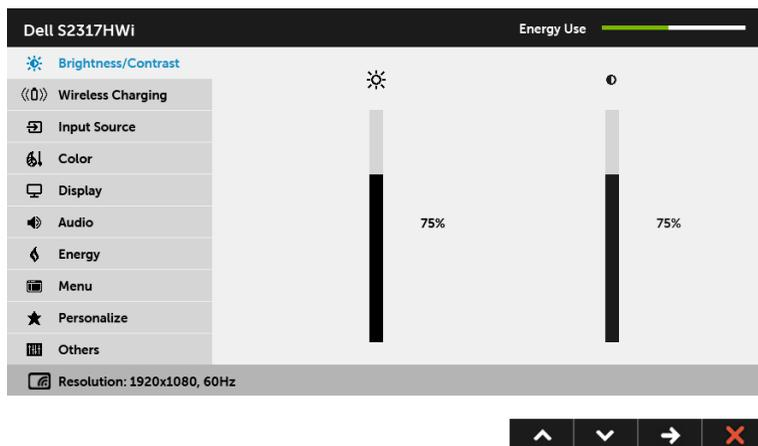 Dell S2317HWi
Energy Use
Brightness/Contrast
Wireless Charging
Input Source
Color
Display
Audio
75%
75%
Energy
Menu
Personalize
Others
Resolution: 1920x1080, 60Hz